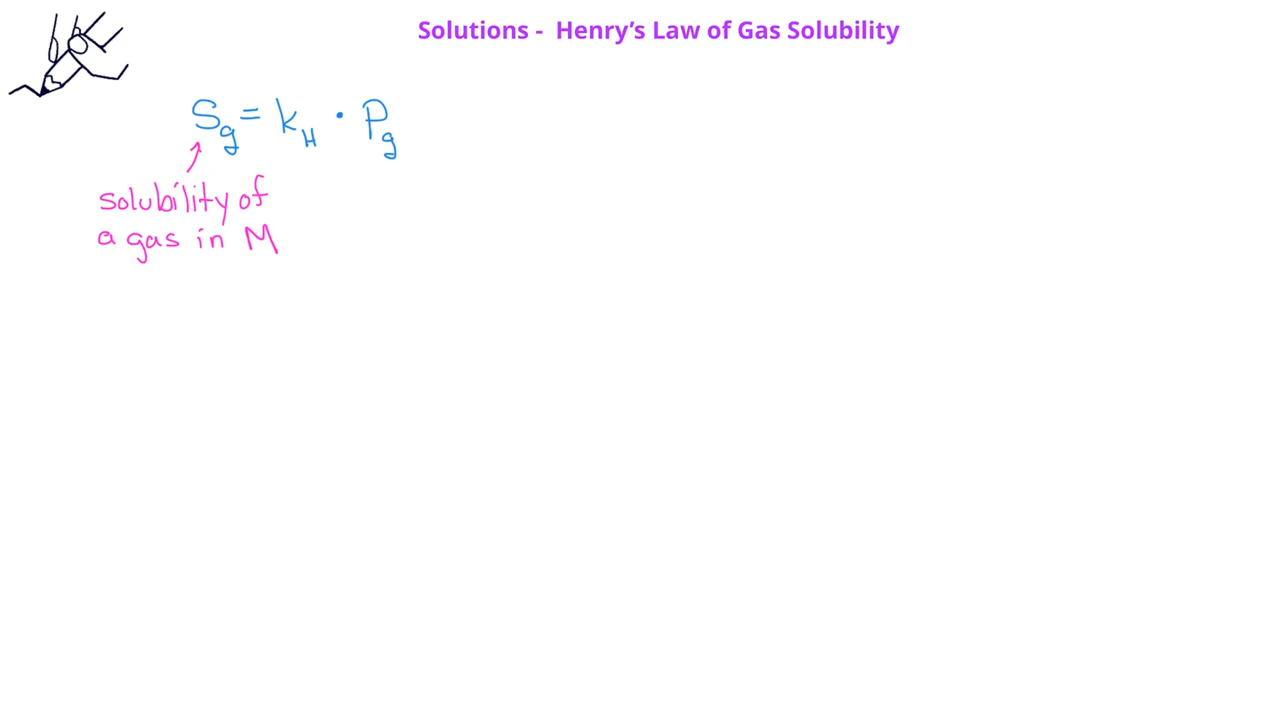 Solutions -  Henry’s Law of Gas Solubility
Sg = kH · Pg
solubility of
a gas in M